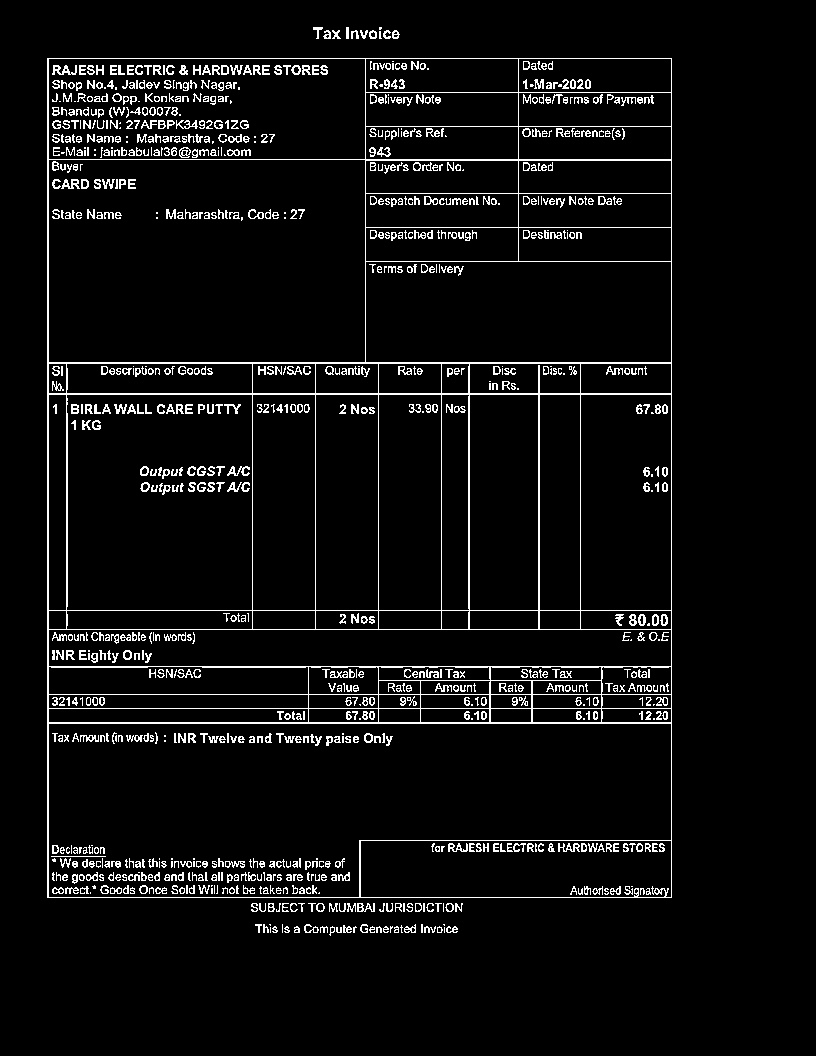 Tax Invoice
RAJESH ELECTRIC & HARDWARE STORES
Shop No.4, Jaidev Singh Nagar,
J.M.Road Opp. Konkan Nagar,
Bhandup (W)-400078.
GSTIN/UIN: 27AFBPK3492G1ZG
State Name : Maharashtra, Code : 27
E-Mail : jainbabulal36@gmail.com
Invoice No.
R-943
Dated
1-Mar-2020
Delivery Note
Mode/Terms of Payment
Supplier's Ref.
943
Other Reference(s)
Buyer
CARD SWIPE
State Name : Maharashtra, Code : 27
Buyer's Order No.
Dated
Despatch Document No.
Delivery Note Date
Despatched through
Destination
Terms of Delivery
Sl No. Description of Goods HSN/SAC Quantity Rate per Disc in Rs. Disc. % Amount
1 BIRLA WALL CARE PUTTY 32141000 2 Nos 33.90 Nos 67.80
1 KG
Output CGST A/C 6.10
Output SGST A/C 6.10
Total 2 Nos ₹ 80.00
Amount Chargeable (in words) E. & O.E
INR Eighty Only
HSN/SAC Taxable Value Central Tax State Tax Total Tax Amount
Rate Amount Rate Amount
32141000 67.80 9% 6.10 9% 6.10 12.20
Total 67.80 6.10 6.10 12.20
Tax Amount (in words) : INR Twelve and Twenty paise Only
Declaration
* We declare that this invoice shows the actual price of
the goods described and that all particulars are true and
correct.* Goods Once Sold Will not be taken back.
for RAJESH ELECTRIC & HARDWARE STORES
Authorised Signatory
SUBJECT TO MUMBAI JURISDICTION
This is a Computer Generated Invoice